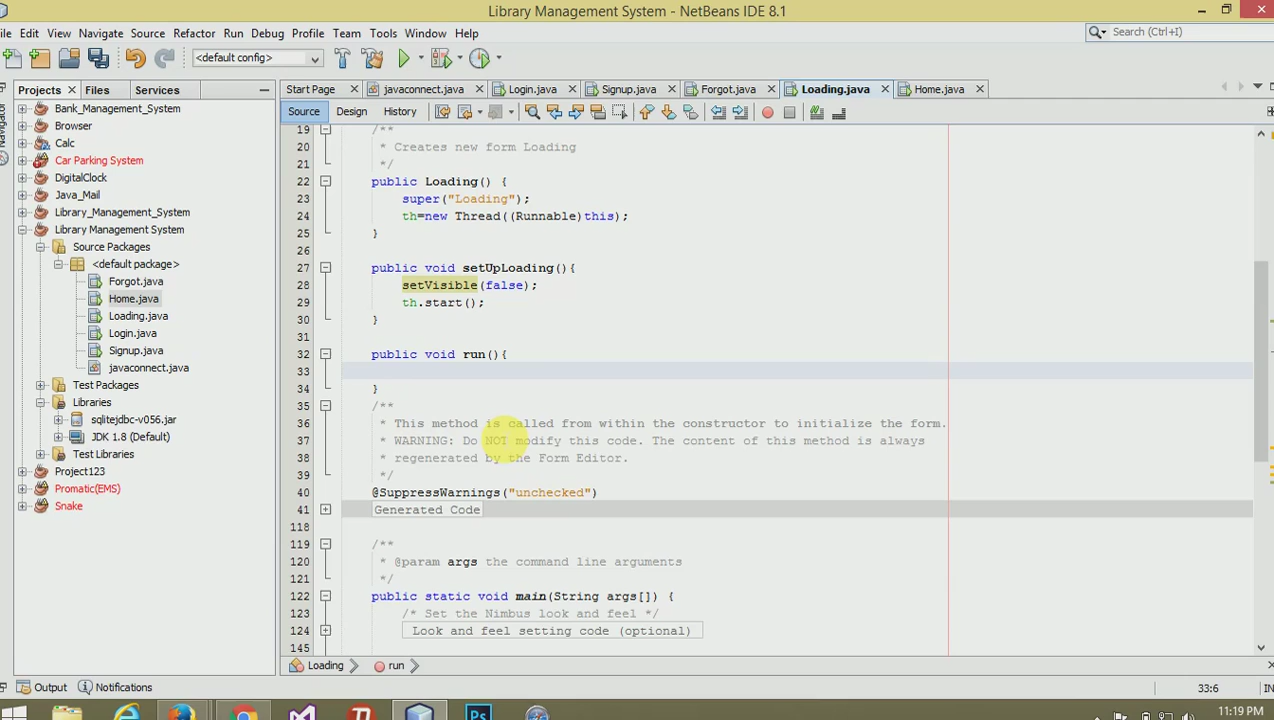 Library Management System - NetBeans IDE 8.1
ile Edit View Navigate Source Refactor Run Debug Profile Team Tools Window Help
Search (Ctrl+I)
<default config>
Projects Files Services
Start Page javaconnect.java Login.java Signup.java Forgot.java Loading.java Home.java
Source Design History
Navigator
Bank_Management_System
Browser
Calc
Car Parking System
DigitalClock
Java_Mail
Library_Management_System
Library Management System
Source Packages
<default package>
Forgot.java
Home.java
Loading.java
Login.java
Signup.java
javaconnect.java
Test Packages
Libraries
sqlitejdbc-v056.jar
JDK 1.8 (Default)
Test Libraries
Project123
Promatic(EMS)
Snake
19 /**
20 * Creates new form Loading
21 */
22 public Loading() {
23 super("Loading");
24 th=new Thread((Runnable)this);
25 }
26
27 public void setUpLoading(){
28 setVisible(false);
29 th.start();
30 }
31
32 public void run(){
33
34 }
35 /**
36 * This method is called from within the constructor to initialize the form.
37 * WARNING: Do NOT modify this code. The content of this method is always
38 * regenerated by the Form Editor.
39 */
40 @SuppressWarnings("unchecked")
41 Generated Code
118
119 /**
120 * @param args the command line arguments
121 */
122 public static void main(String args[]) {
123 /* Set the Nimbus look and feel */
124 Look and feel setting code (optional)
145
Loading run
Output Notifications
33:6 IN
Ps
11:19 PM